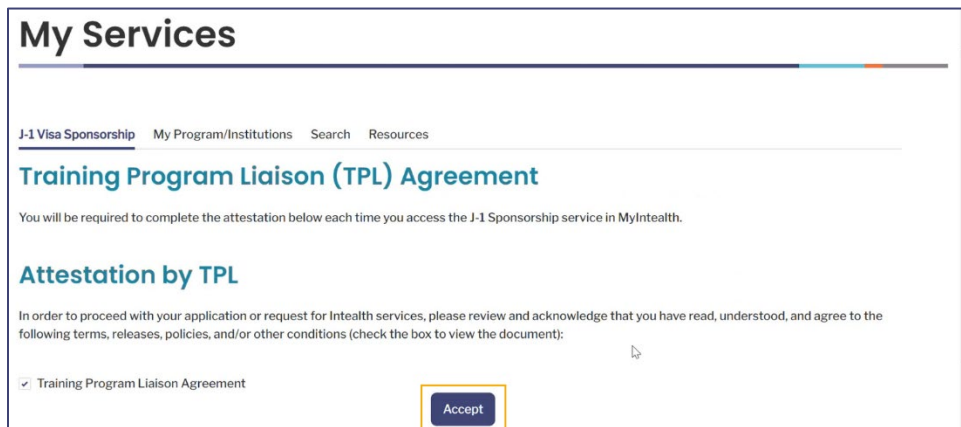 My Services
J-1 Visa Sponsorship My Program/Institutions Search Resources
Training Program Liaison (TPL) Agreement
You will be required to complete the attestation below each time you access the J-1 Sponsorship service in MyIntealth.
Attestation by TPL
In order to proceed with your application or request for Intealth services, please review and acknowledge that you have read, understood, and agree to the
following terms, releases, policies, and/or other conditions (check the box to view the document):
Training Program Liaison Agreement
Accept